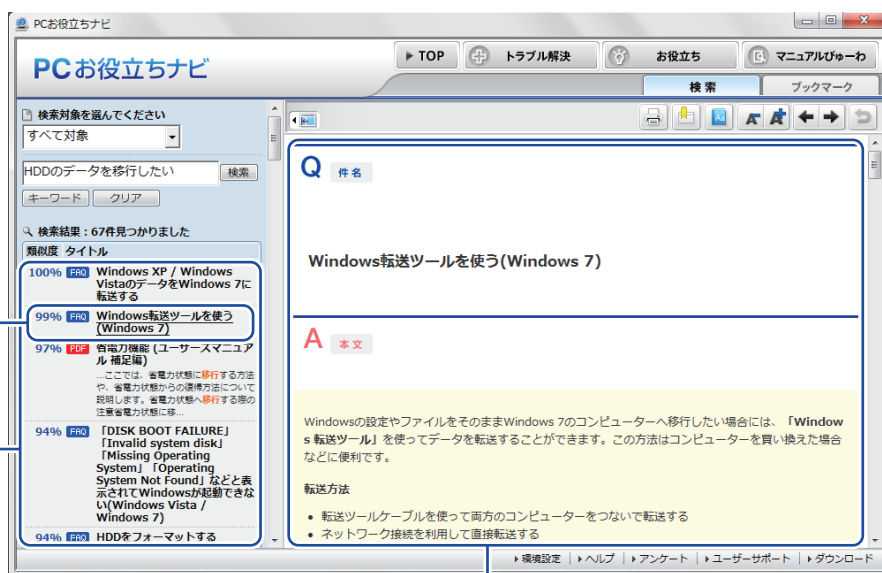 PCお役立ちナビ
PCお役立ちナビ
TOP
トラブル解決
お役立ち
マニュアルびゅーわ
検索
ブックマーク
検索対象を選んでください
すべて対象
HDDのデータを移行したい
検索
キーワード
クリア
検索結果：67件見つかりました
類似度 タイトル
100% FAQ Windows XP / Windows
VistaのデータをWindows 7に
転送する
99% FAQ Windows転送ツールを使う
(Windows 7)
97% PDF 省電力機能 (ユーザーズマニュア
ル 補足編)
...ここでは、省電力状態に移行する方法
や、省電力状態からの復帰方法について
説明します。省電力状態へ移行する際の
注意省電力状態に移...
94% FAQ 「DISK BOOT FAILURE」
「Invalid system disk」
「Missing Operating
System」「Operating
System Not Found」などと表
示されてWindowsが起動できな
い(Windows Vista /
Windows 7)
94% FAQ HDDをフォーマットする
Q 件名
Windows転送ツールを使う(Windows 7)
A 本文
Windowsの設定やファイルをそのままWindows 7のコンピューターへ移行したい場合には、「Window
s 転送ツール」を使ってデータを転送することができます。この方法はコンピューターを買い換えた場合
などに便利です。
転送方法
• 転送ツールケーブルを使って両方のコンピューターをつないで転送する
• ネットワーク接続を利用して直接転送する
環境設定 ヘルプ アンケート ユーザーサポート ダウンロード